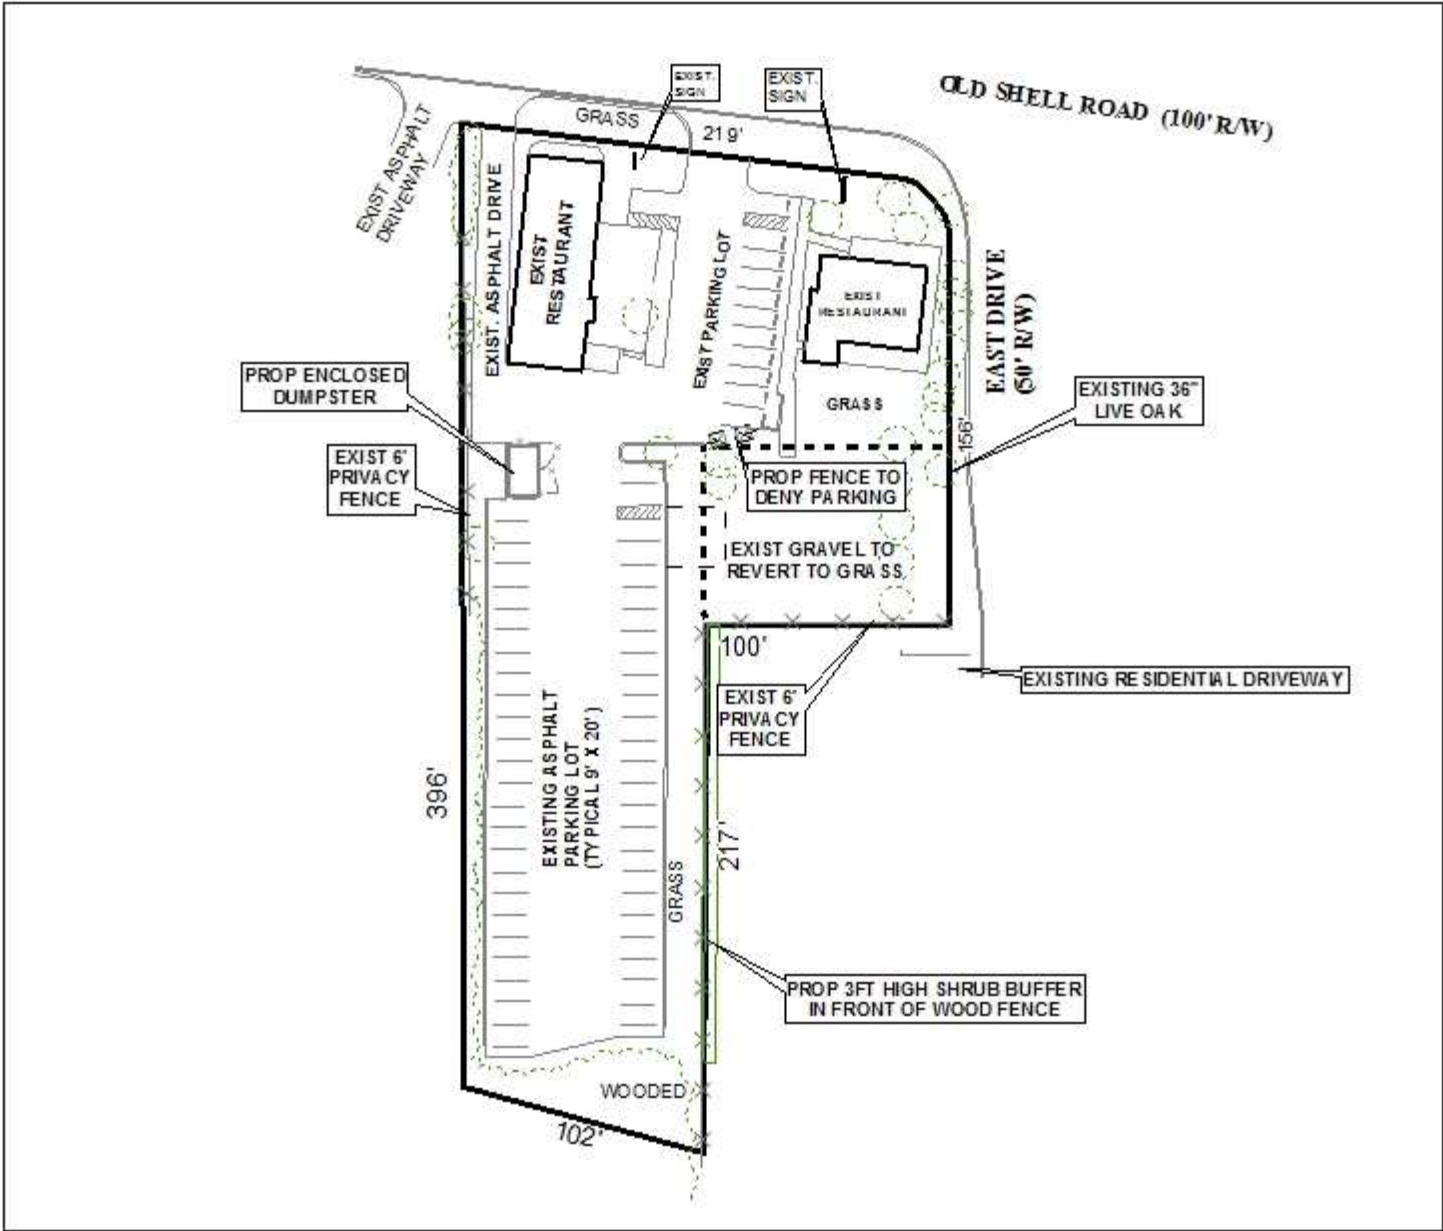 EXIST.
SIGN
EXIST.
SIGN
OLD SHELL ROAD (100' R/W)
GRASS
219'
EXIST ASPHALT
DRIVEWAY
EXIST. ASPHALT DRIVE
EXIST
RESTAURANT
EXIST PARKING LOT
EXIST
RESTAURANT
EAST DRIVE
(50' R/W)
PROP ENCLOSED
DUMPSTER
EXISTING 36"
LIVE OAK
GRASS
156'
EXIST 6'
PRIVACY
FENCE
PROP FENCE TO
DENY PARKING
EXIST GRAVEL TO
REVERT TO GRASS
100'
EXISTING RESIDENTIAL DRIVEWAY
EXIST 6'
PRIVACY
FENCE
EXISTING ASPHALT
PARKING LOT
(TYPICAL 9' X 20')
396'
217'
GRASS
PROP 3FT HIGH SHRUB BUFFER
IN FRONT OF WOOD FENCE
WOODED
102'